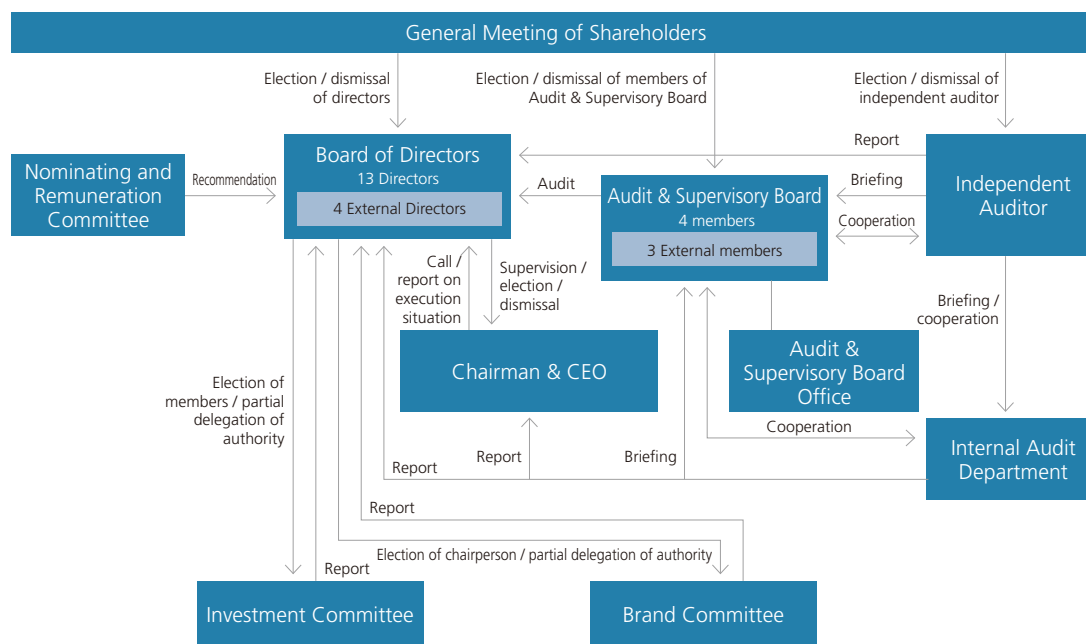 General Meeting of Shareholders
Election / dismissal
of directors
Election / dismissal of members of
Audit & Supervisory Board
Election / dismissal of
independent auditor
Nominating and
Remuneration
Committee
Recommendation
Board of Directors
13 Directors
4 External Directors
Report
Audit
Audit & Supervisory Board
4 members
3 External members
Briefing
Cooperation
Independent
Auditor
Call /
report on
execution
situation
Supervision /
election /
dismissal
Briefing /
cooperation
Chairman & CEO
Audit &
Supervisory Board
Office
Election of
members / partial
delegation of
authority
Cooperation
Internal Audit
Department
Report
Report
Briefing
Report
Election of chairperson / partial delegation of authority
Report
Investment Committee
Brand Committee